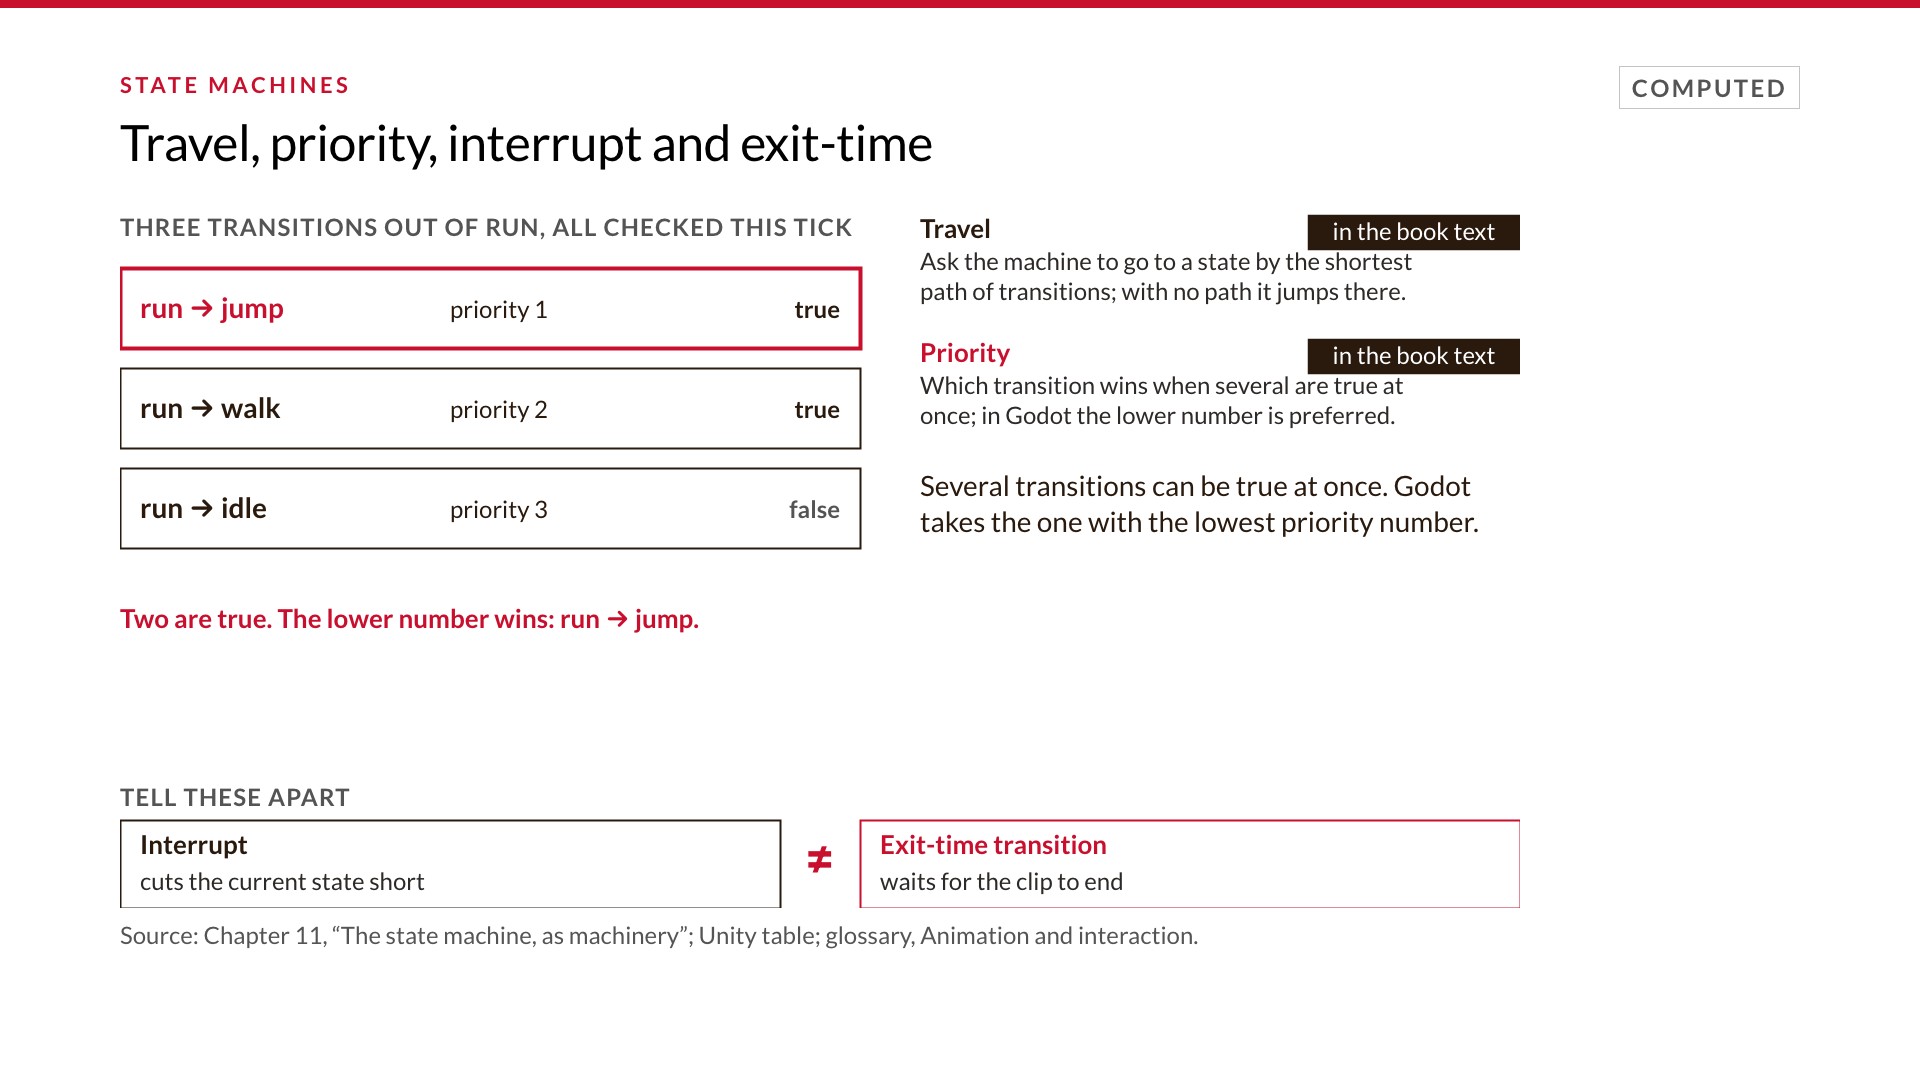 STATE MACHINES
COMPUTED
Travel, priority, interrupt and exit-time
THREE TRANSITIONS OUT OF RUN, ALL CHECKED THIS TICK
run → jump priority 1 true
run → walk priority 2 true
run → idle priority 3 false
Two are true. The lower number wins: run → jump.
Travel in the book text
Ask the machine to go to a state by the shortest
path of transitions; with no path it jumps there.
Priority in the book text
Which transition wins when several are true at
once; in Godot the lower number is preferred.
Several transitions can be true at once. Godot
takes the one with the lowest priority number.
TELL THESE APART
Interrupt
cuts the current state short
≠
Exit-time transition
waits for the clip to end
Source: Chapter 11, “The state machine, as machinery”; Unity table; glossary, Animation and interaction.